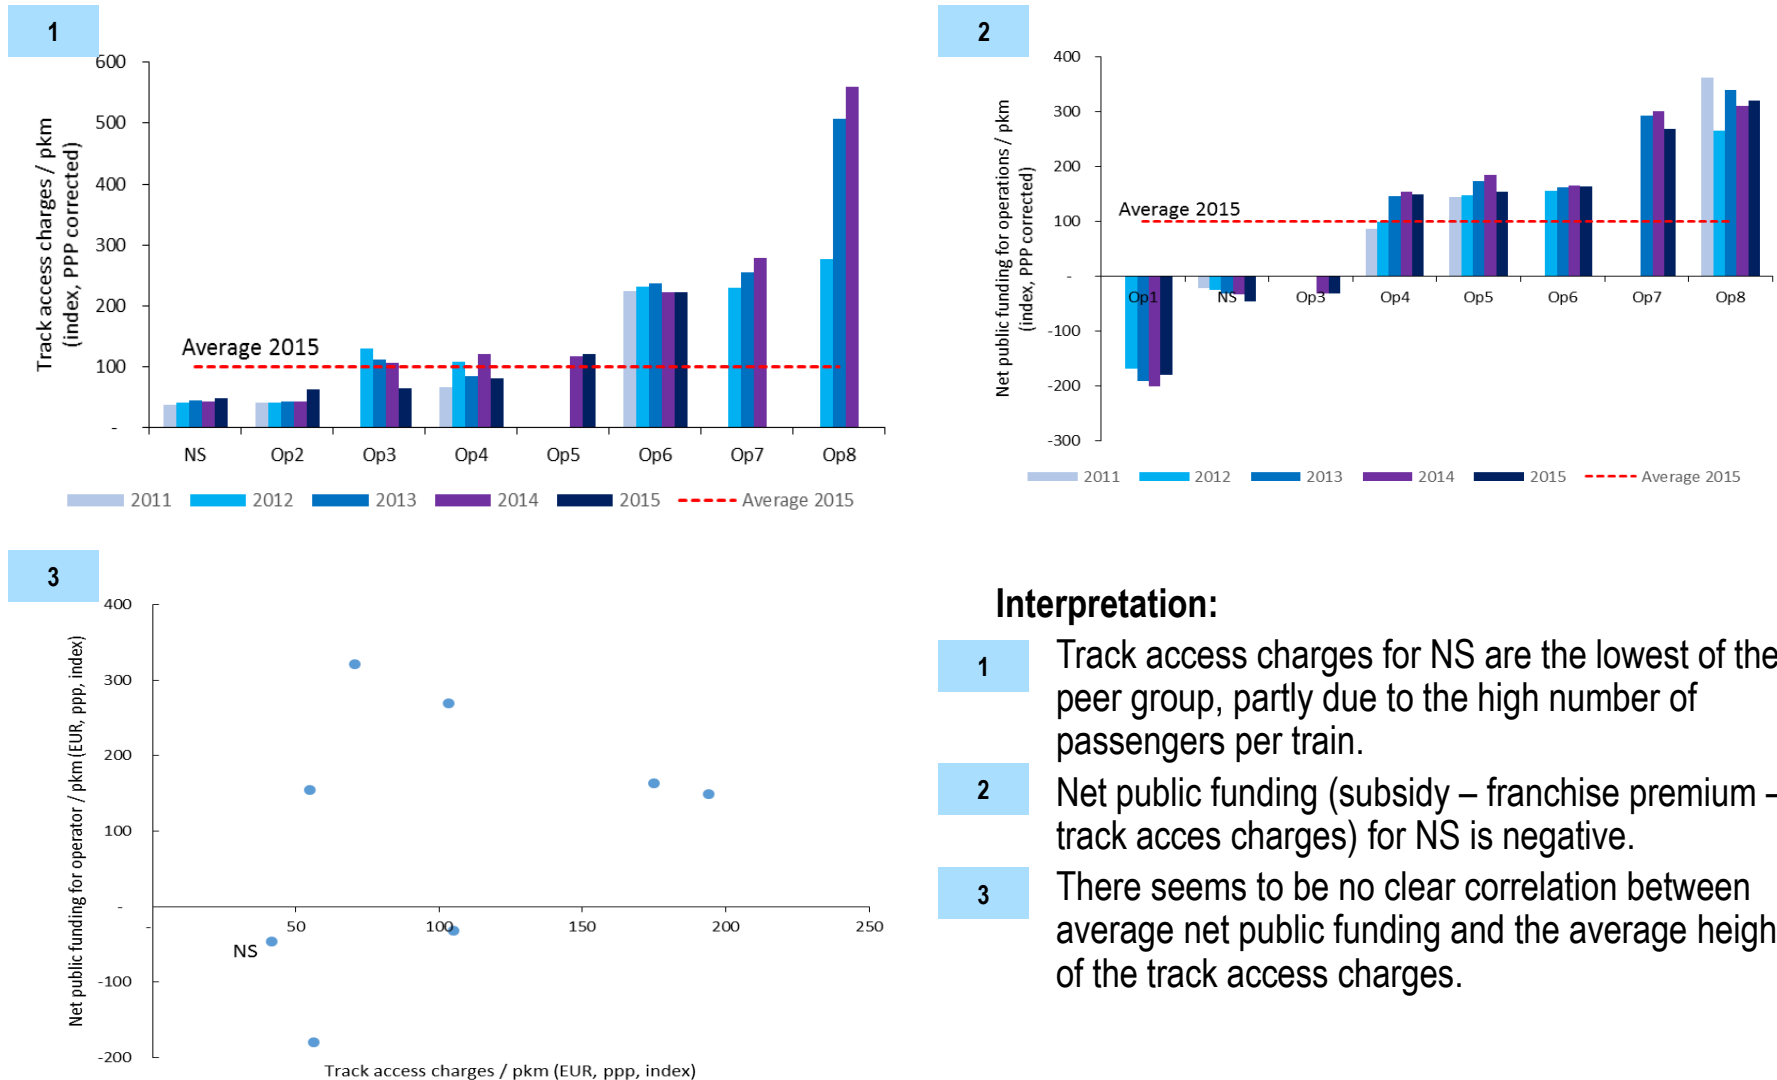 1
Track access charges / pkm
(index, PPP corrected)
600
500
400
300
200
100
-
Average 2015
NS Op2 Op3 Op4 Op5 Op6 Op7 Op8
2011 2012 2013 2014 2015 Average 2015
2
Net public funding for operations / pkm
(index, PPP corrected)
400
300
200
100
-
-100
-200
-300
Average 2015
Op1 NS Op3 Op4 Op5 Op6 Op7 Op8
2011 2012 2013 2014 2015 Average 2015
3
Net public funding for operator / pkm (EUR, ppp, index)
400
300
200
100
-
-100
-200
- 50 100 150 200 250
NS
Track access charges / pkm (EUR, ppp, index)
Interpretation:
1
Track access charges for NS are the lowest of the
peer group, partly due to the high number of
passengers per train.
2
Net public funding (subsidy – franchise premium –
track acces charges) for NS is negative.
3
There seems to be no clear correlation between
average net public funding and the average heigh
of the track access charges.